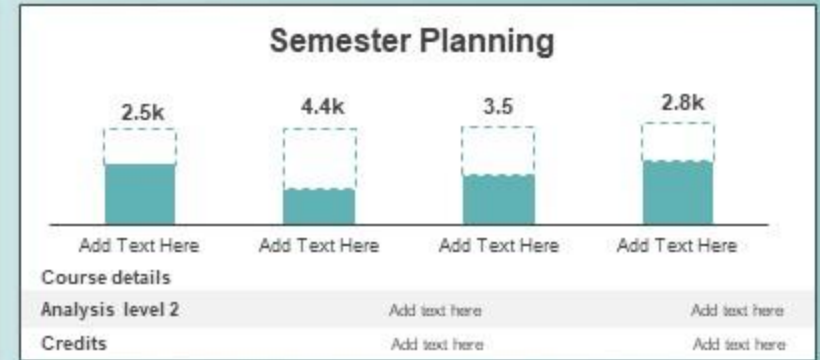 Semester Planning
2.5k 4.4k 3.5 2.8k
Add Text Here Add Text Here Add Text Here Add Text Here
Course details
Analysis level 2 Add text here Add text here
Credits Add text here Add text here